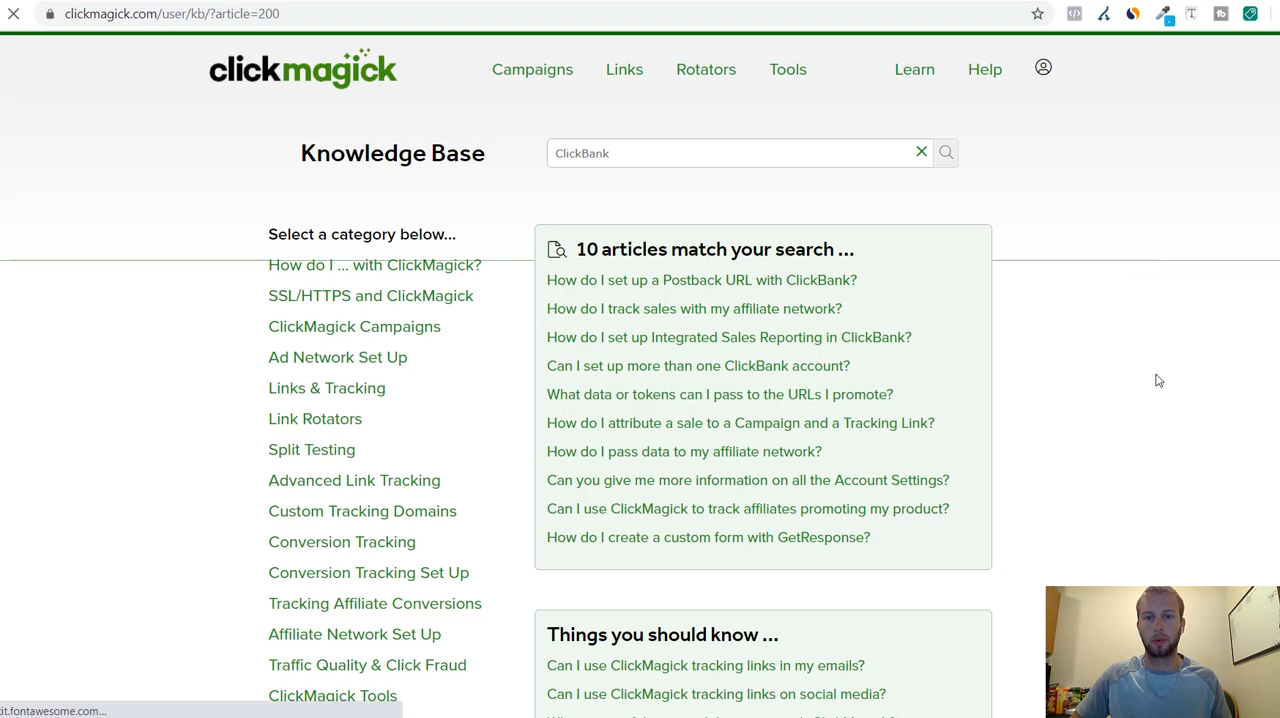 clickmagick.com/user/kb/?article=200
clickmagick
Campaigns Links Rotators Tools Learn Help
Knowledge Base
ClickBank
Select a category below...
How do I ... with ClickMagick?
SSL/HTTPS and ClickMagick
ClickMagick Campaigns
Ad Network Set Up
Links & Tracking
Link Rotators
Split Testing
Advanced Link Tracking
Custom Tracking Domains
Conversion Tracking
Conversion Tracking Set Up
Tracking Affiliate Conversions
Affiliate Network Set Up
Traffic Quality & Click Fraud
ClickMagick Tools
10 articles match your search ...
How do I set up a Postback URL with ClickBank?
How do I track sales with my affiliate network?
How do I set up Integrated Sales Reporting in ClickBank?
Can I set up more than one ClickBank account?
What data or tokens can I pass to the URLs I promote?
How do I attribute a sale to a Campaign and a Tracking Link?
How do I pass data to my affiliate network?
Can you give me more information on all the Account Settings?
Can I use ClickMagick to track affiliates promoting my product?
How do I create a custom form with GetResponse?
Things you should know ...
Can I use ClickMagick tracking links in my emails?
Can I use ClickMagick tracking links on social media?
kit.fontawesome.com...